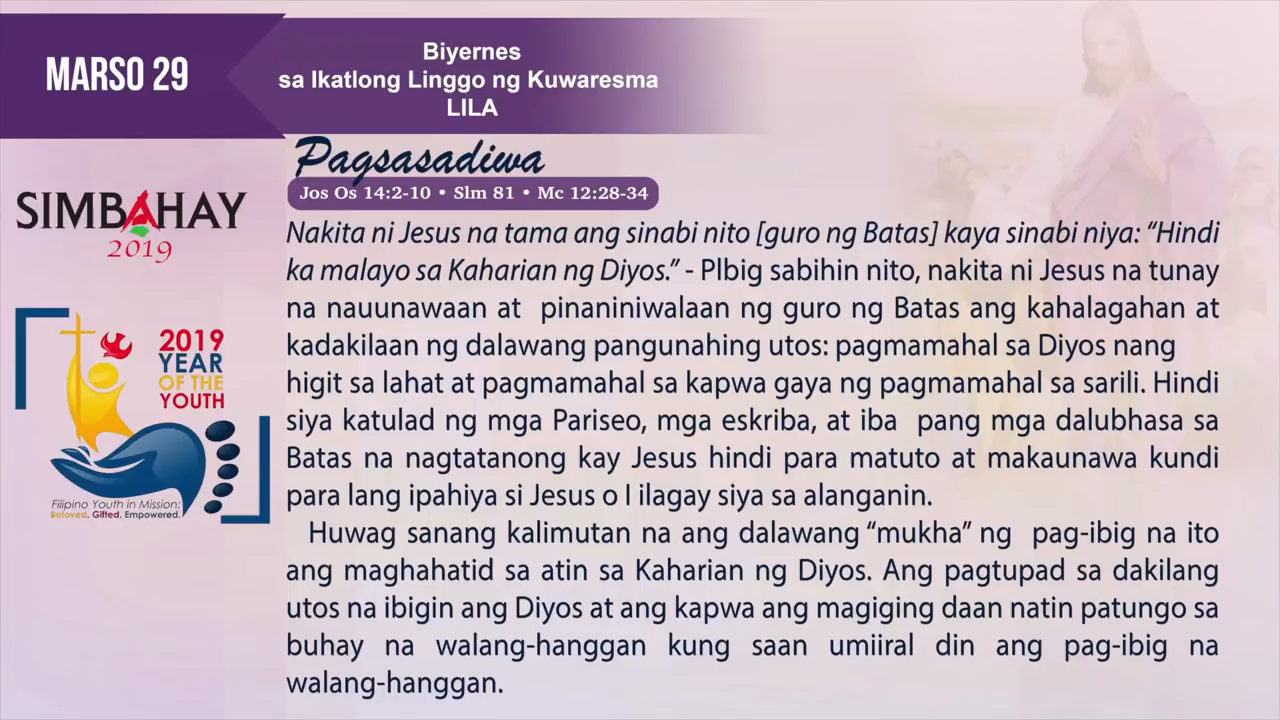 MARSO 29
Biyernes
sa Ikatlong Linggo ng Kuwaresma
LILA
Pagsasadiwa
Jos Os 14:2-10 • Slm 81 • Mc 12:28-34
SIMBAHAY
2019
2019
YEAR
OF THE
YOUTH
Filipino Youth in Mission:
Beloved. Gifted. Empowered.
Nakita ni Jesus na tama ang sinabi nito [guro ng Batas] kaya sinabi niya: “Hindi
ka malayo sa Kaharian ng Diyos.” - Plbig sabihin nito, nakita ni Jesus na tunay
na nauunawaan at pinaniniwalaan ng guro ng Batas ang kahalagahan at
kadakilaan ng dalawang pangunahing utos: pagmamahal sa Diyos nang
higit sa lahat at pagmamahal sa kapwa gaya ng pagmamahal sa sarili. Hindi
siya katulad ng mga Pariseo, mga eskriba, at iba pang mga dalubhasa sa
Batas na nagtatanong kay Jesus hindi para matuto at makaunawa kundi
para lang ipahiya si Jesus o I ilagay siya sa alanganin.
Huwag sanang kalimutan na ang dalawang “mukha” ng pag-ibig na ito
ang maghahatid sa atin sa Kaharian ng Diyos. Ang pagtupad sa dakilang
utos na ibigin ang Diyos at ang kapwa ang magiging daan natin patungo sa
buhay na walang-hanggan kung saan umiiral din ang pag-ibig na
walang-hanggan.